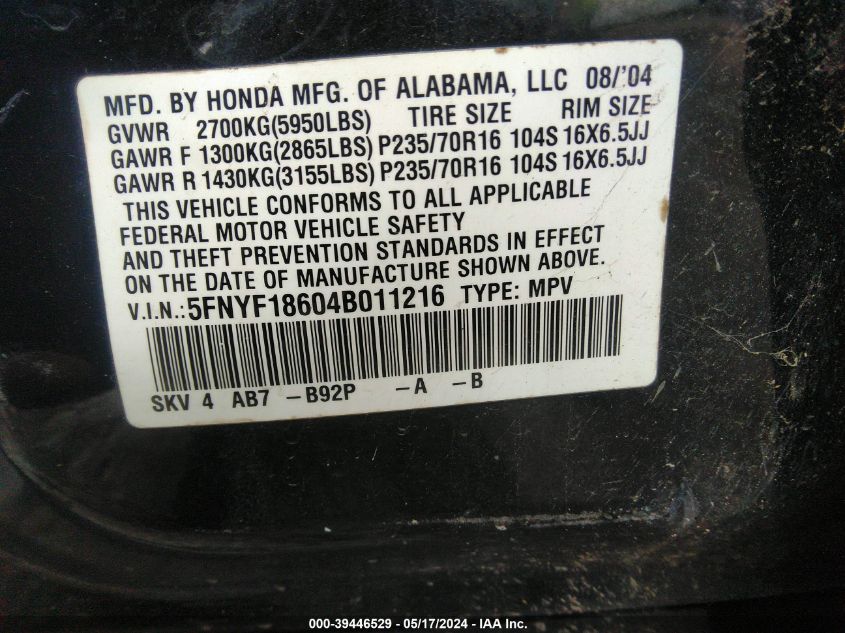 MFD. BY HONDA MFG. OF ALABAMA, LLC 08/'04
GVWR 2700KG(5950LBS) TIRE SIZE RIM SIZE
GAWR F 1300KG(2865LBS) P235/70R16 104S 16X6.5JJ
GAWR R 1430KG(3155LBS) P235/70R16 104S 16X6.5JJ
THIS VEHICLE CONFORMS TO ALL APPLICABLE
FEDERAL MOTOR VEHICLE SAFETY
AND THEFT PREVENTION STANDARDS IN EFFECT
ON THE DATE OF MANUFACTURE SHOWN ABOVE.
V.I.N.:5FNYF18604B011216 TYPE: MPV
SKV 4 AB7 -B92P -A -B
000-39446529 - 05/17/2024 - IAA Inc.